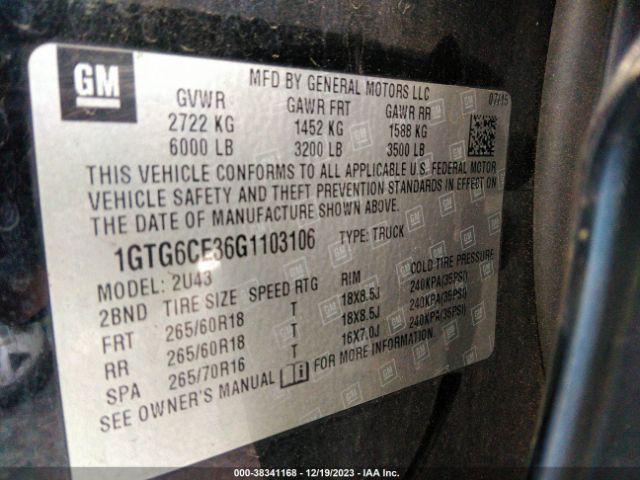 GM
MFD BY GENERAL MOTORS LLC
07/15
GVWR GAWR FRT GAWR RR
2722 KG 1452 KG 1588 KG
6000 LB 3200 LB 3500 LB
THIS VEHICLE CONFORMS TO ALL APPLICABLE U.S. FEDERAL MOTOR
VEHICLE SAFETY AND THEFT PREVENTION STANDARDS IN EFFECT ON
THE DATE OF MANUFACTURE SHOWN ABOVE.
1GTG6CE36G1103106 TYPE: TRUCK
MODEL: 2U43
2BND TIRE SIZE SPEED RTG RIM COLD TIRE PRESSURE
FRT 265/60R18 T 18X8.5J 240KPA(35PSI)
RR 265/60R18 T 18X8.5J 240KPA(35PSI)
SPA 265/70R16 T 16X7.0J 240KPA(35PSI)
SEE OWNER'S MANUAL FOR MORE INFORMATION.
000-38341168 - 12/19/2023 - IAA Inc.